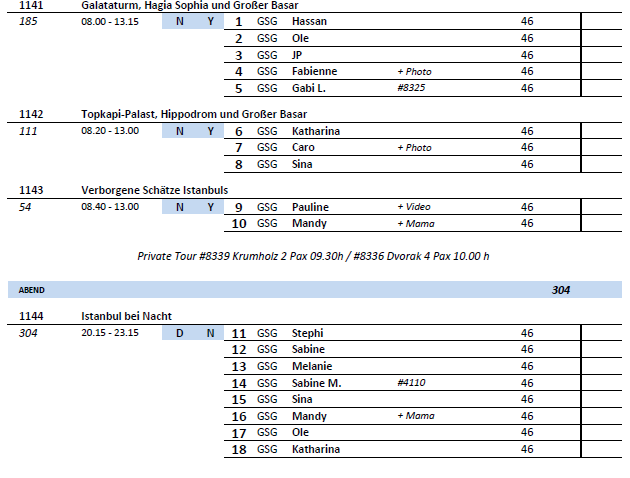 1141 Galataturm, Hagia Sophia und Großer Basar
185 08.00 - 13.15 N Y 1 GSG Hassan 46
2 GSG Ole 46
3 GSG JP 46
4 GSG Fabienne + Photo 46
5 GSG Gabi L. #8325 46
1142 Topkapi-Palast, Hippodrom und Großer Basar
111 08.20 - 13.00 N Y 6 GSG Katharina 46
7 GSG Caro + Photo 46
8 GSG Sina 46
1143 Verborgene Schätze Istanbuls
54 08.40 - 13.00 N Y 9 GSG Pauline + Video 46
10 GSG Mandy + Mama 46
Private Tour #8339 Krumholz 2 Pax 09.30h / #8336 Dvorak 4 Pax 10.00 h
ABEND 304
1144 Istanbul bei Nacht
304 20.15 - 23.15 D N 11 GSG Stephi 46
12 GSG Sabine 46
13 GSG Melanie 46
14 GSG Sabine M. #4110 46
15 GSG Sina 46
16 GSG Mandy + Mama 46
17 GSG Ole 46
18 GSG Katharina 46